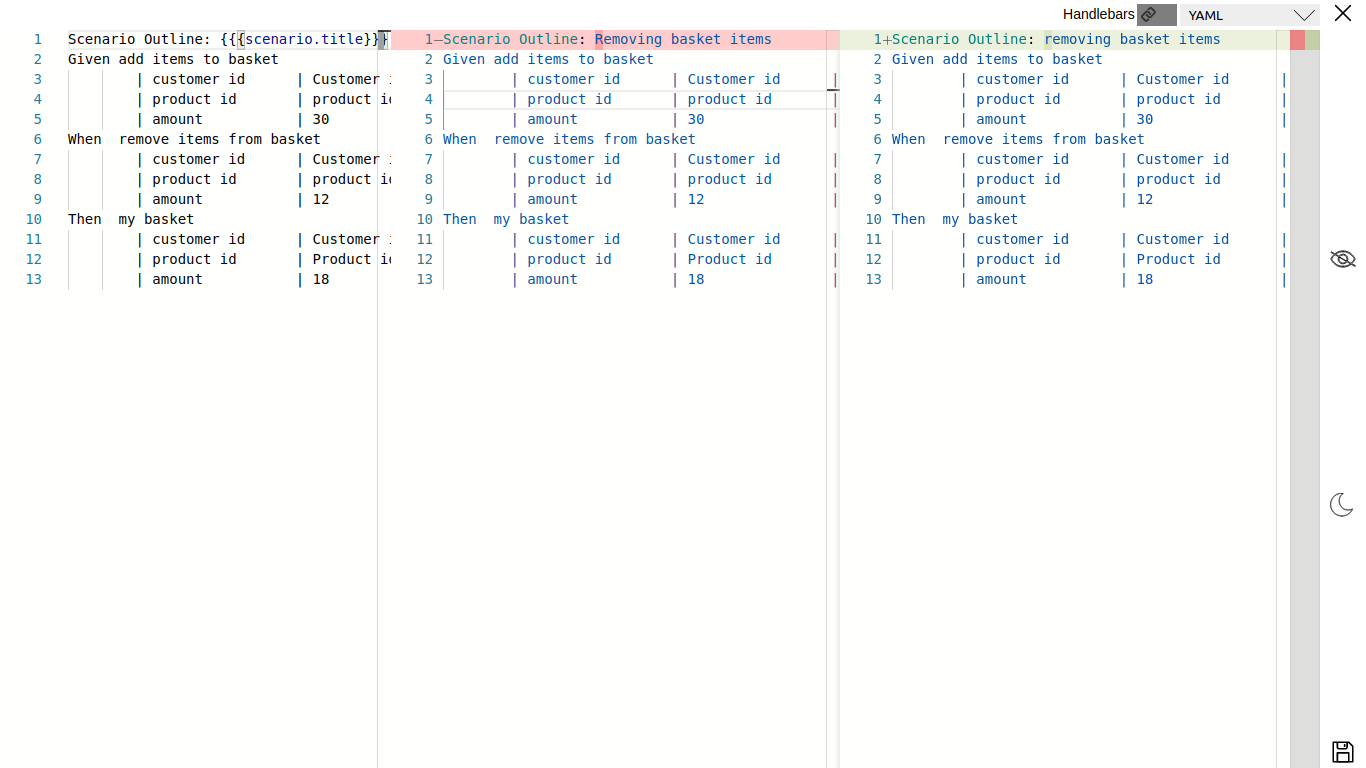 Handlebars YAML
1 Scenario Outline: {{{scenario.title}}}
2 Given add items to basket
3 | customer id | Customer i
4 | product id | product id
5 | amount | 30
6 When  remove items from basket
7 | customer id | Customer i
8 | product id | product id
9 | amount | 12
10 Then  my basket
11 | customer id | Customer i
12 | product id | Product id
13 | amount | 18
1—Scenario Outline: Removing basket items
2 Given add items to basket
3 | customer id | Customer id |
4 | product id | product id |
5 | amount | 30 |
6 When  remove items from basket
7 | customer id | Customer id |
8 | product id | product id |
9 | amount | 12 |
10 Then  my basket
11 | customer id | Customer id |
12 | product id | Product id |
13 | amount | 18 |
1+Scenario Outline: removing basket items
2 Given add items to basket
3 | customer id | Customer id |
4 | product id | product id |
5 | amount | 30 |
6 When  remove items from basket
7 | customer id | Customer id |
8 | product id | product id |
9 | amount | 12 |
10 Then  my basket
11 | customer id | Customer id |
12 | product id | Product id |
13 | amount | 18 |